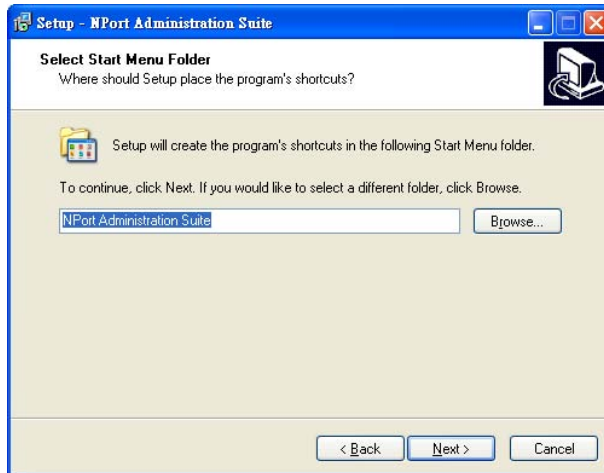 Setup - NPort Administration Suite
Select Start Menu Folder
Where should Setup place the program's shortcuts?
Setup will create the program's shortcuts in the following Start Menu folder.
To continue, click Next. If you would like to select a different folder, click Browse.
NPort Administration Suite
Browse...
< Back
Next >
Cancel